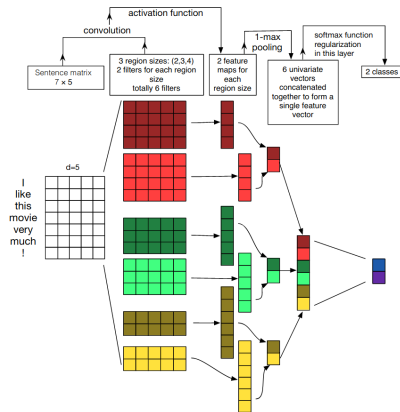 activation function
convolution
1-max
pooling
softmax function
regularization
in this layer
Sentence matrix
7 × 5
3 region sizes: (2,3,4)
2 filters for each region
size
totally 6 filters
2 feature
maps for
each
region size
6 univariate
vectors
concatenated
together to form a
single feature
vector
2 classes
d=5
I
like
this
movie
very
much
!